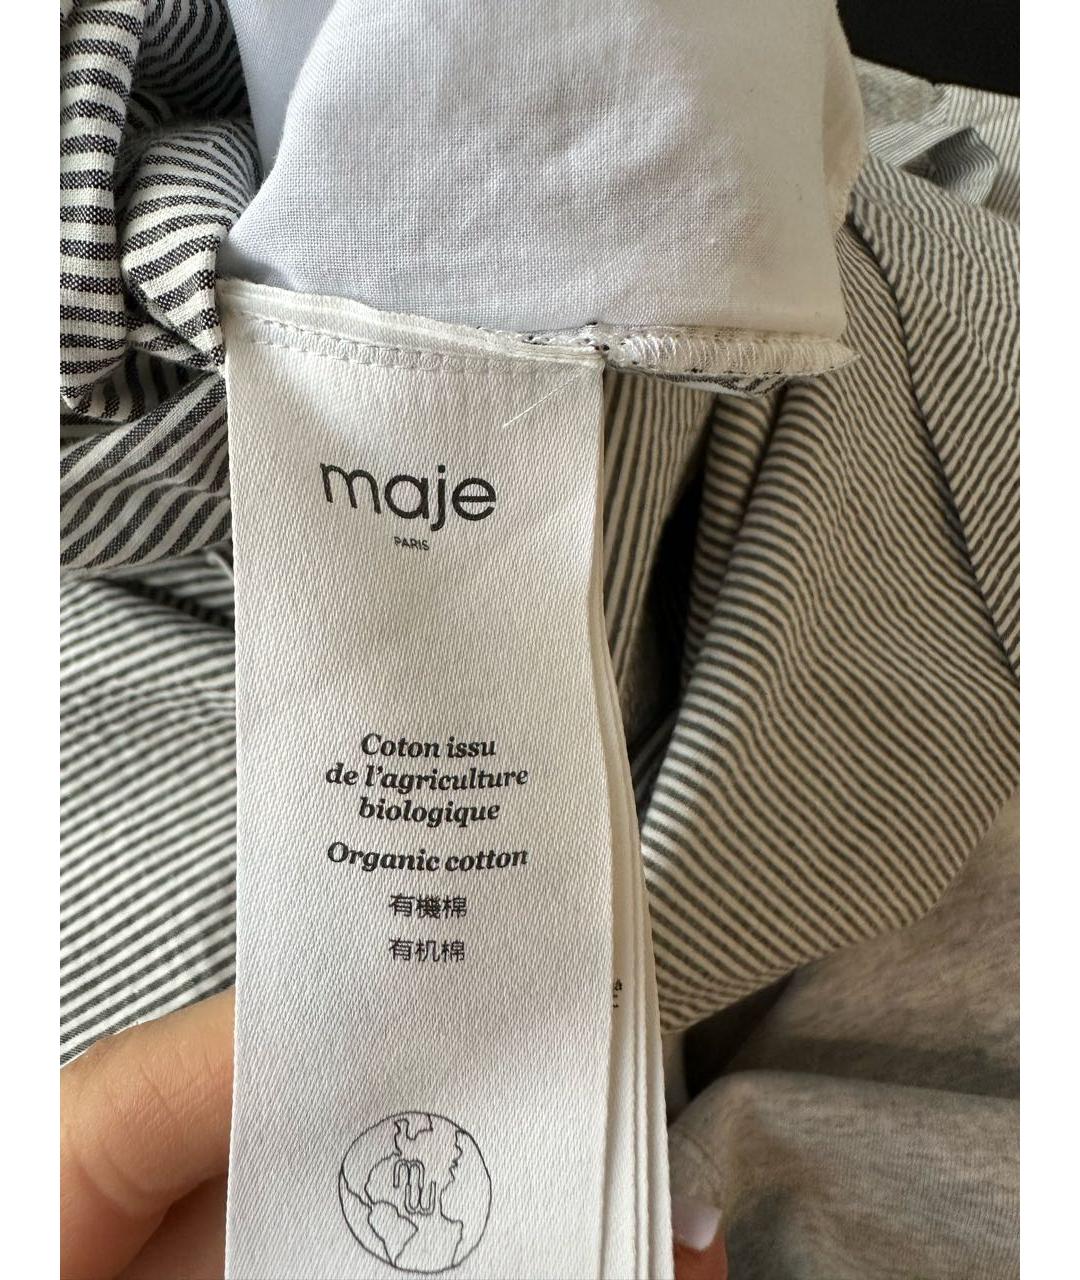 maje
PARIS
Coton issu
de l'agriculture
biologique
Organic cotton
有機棉
有机棉